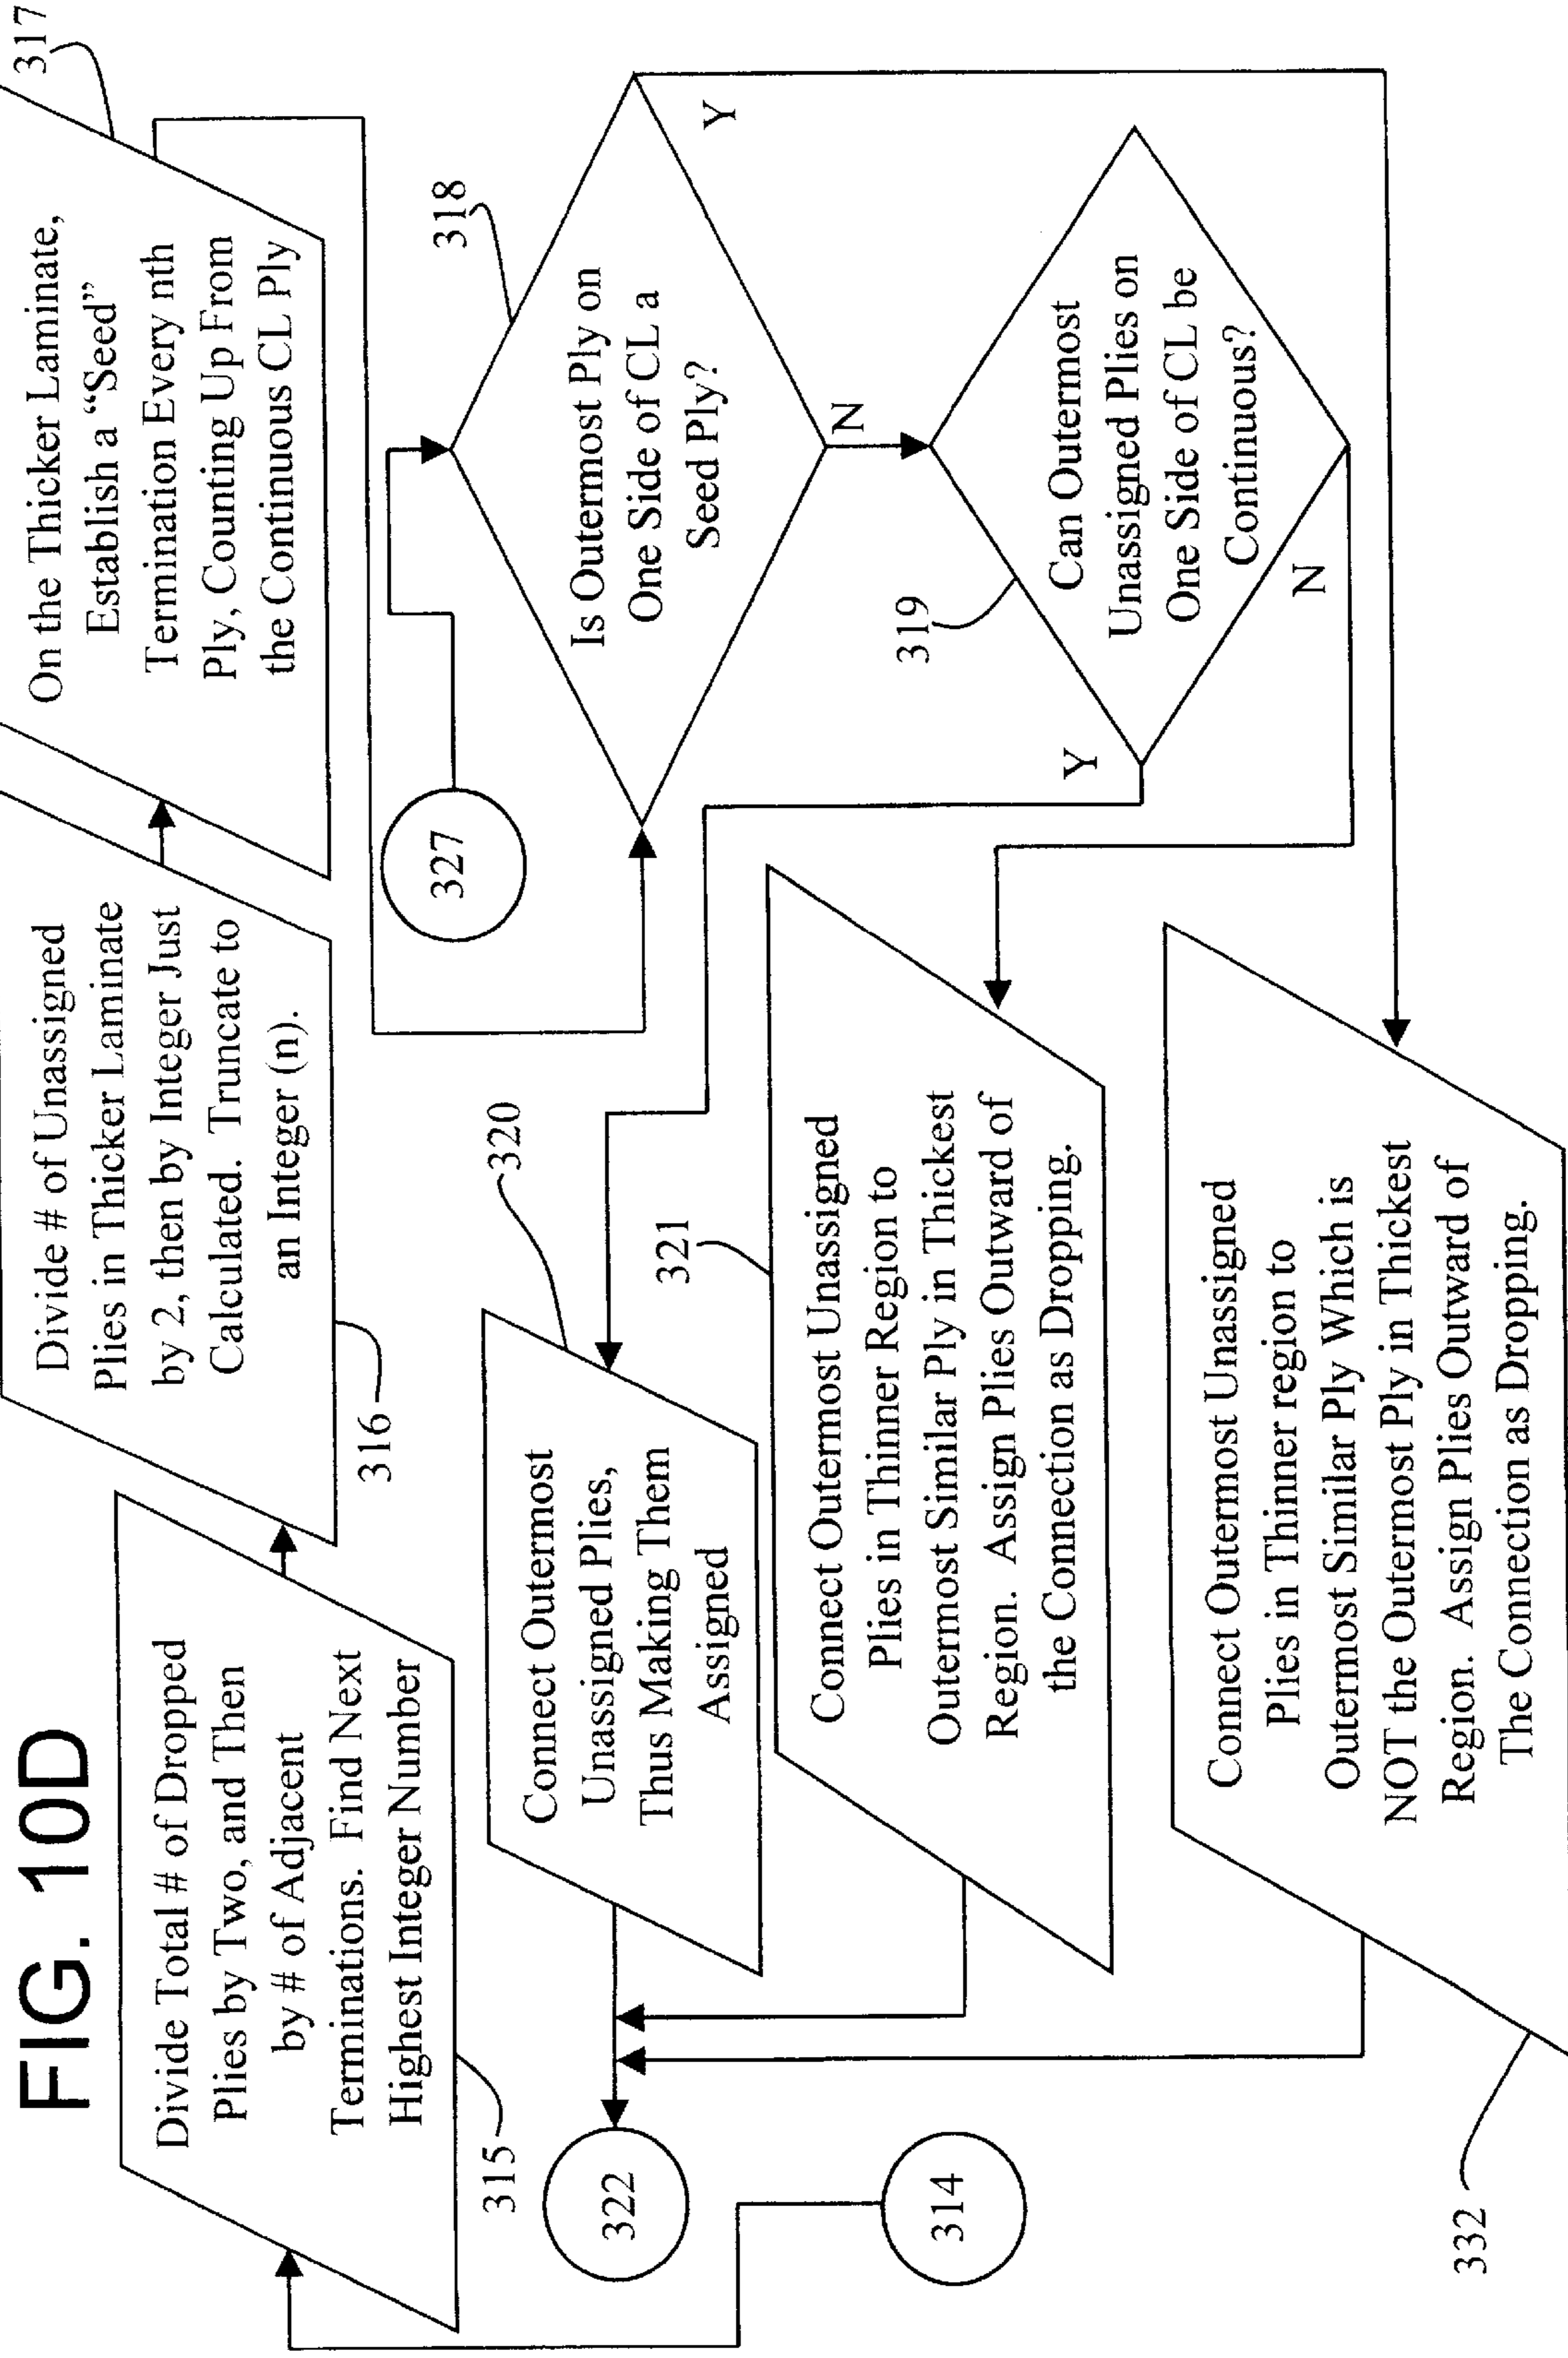 FIG. 10D
Divide Total # of Dropped
Plies by Two, and Then
by # of Adjacent
Terminations. Find Next
Highest Integer Number
315
Divide # of Unassigned
Plies in Thicker Laminate
by 2, then by Integer Just
Calculated. Truncate to
an Integer (n).
316
On the Thicker Laminate,
Establish a “Seed”
Termination Every nth
Ply, Counting Up From
the Continuous CL Ply
317
327
Is Outermost Ply on
One Side of CL a
Seed Ply?
318
Y
N
Can Outermost
Unassigned Plies on
One Side of CL be
Continuous?
319
Y
N
Connect Outermost
Unassigned Plies,
Thus Making Them
Assigned
320
Connect Outermost Unassigned
Plies in Thinner Region to
Outermost Similar Ply in Thickest
Region. Assign Plies Outward of
the Connection as Dropping.
321
Connect Outermost Unassigned
Plies in Thinner region to
Outermost Similar Ply Which is
NOT the Outermost Ply in Thickest
Region. Assign Plies Outward of
The Connection as Dropping.
332
322
314